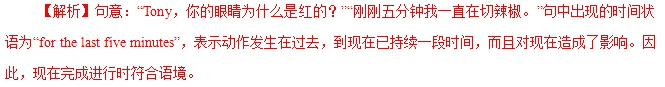 【解析】句意：“Tony，你的眼睛为什么是红的？”“刚刚五分钟我一直在切辣椒。”句中出现的时间状
语为“for the last five minutes”，表示动作发生在过去，到现在已持续一段时间，而且对现在造成了影响。因
此，现在完成进行时符合语境。